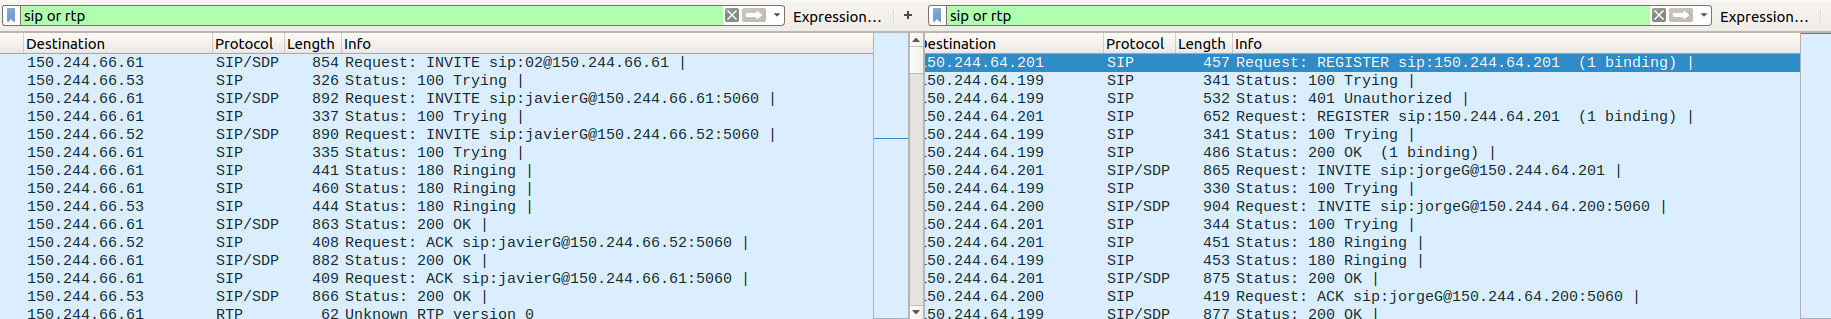 sip or rtp Expression... +
Destination Protocol Length Info
150.244.66.61 SIP/SDP 854 Request: INVITE sip:02@150.244.66.61 |
150.244.66.53 SIP 326 Status: 100 Trying |
150.244.66.61 SIP/SDP 892 Request: INVITE sip:javierG@150.244.66.61:5060 |
150.244.66.61 SIP 337 Status: 100 Trying |
150.244.66.52 SIP/SDP 890 Request: INVITE sip:javierG@150.244.66.52:5060 |
150.244.66.61 SIP 335 Status: 100 Trying |
150.244.66.61 SIP 441 Status: 180 Ringing |
150.244.66.61 SIP 460 Status: 180 Ringing |
150.244.66.53 SIP 444 Status: 180 Ringing |
150.244.66.61 SIP/SDP 863 Status: 200 OK |
150.244.66.52 SIP 408 Request: ACK sip:javierG@150.244.66.52:5060 |
150.244.66.61 SIP/SDP 882 Status: 200 OK |
150.244.66.61 SIP 409 Request: ACK sip:javierG@150.244.66.61:5060 |
150.244.66.53 SIP/SDP 866 Status: 200 OK |
150.244.66.61 RTP 62 Unknown RTP version 0
sip or rtp Expression...
Destination Protocol Length Info
150.244.64.201 SIP 457 Request: REGISTER sip:150.244.64.201 (1 binding) |
150.244.64.199 SIP 341 Status: 100 Trying |
150.244.64.199 SIP 532 Status: 401 Unauthorized |
150.244.64.201 SIP 652 Request: REGISTER sip:150.244.64.201 (1 binding) |
150.244.64.199 SIP 341 Status: 100 Trying |
150.244.64.199 SIP 486 Status: 200 OK (1 binding) |
150.244.64.201 SIP/SDP 865 Request: INVITE sip:jorgeG@150.244.64.201 |
150.244.64.199 SIP 330 Status: 100 Trying |
150.244.64.200 SIP/SDP 904 Request: INVITE sip:jorgeG@150.244.64.200:5060 |
150.244.64.201 SIP 344 Status: 100 Trying |
150.244.64.201 SIP 451 Status: 180 Ringing |
150.244.64.199 SIP 453 Status: 180 Ringing |
150.244.64.201 SIP/SDP 875 Status: 200 OK |
150.244.64.200 SIP 419 Request: ACK sip:jorgeG@150.244.64.200:5060 |
150.244.64.199 SIP/SDP 877 Status: 200 OK |